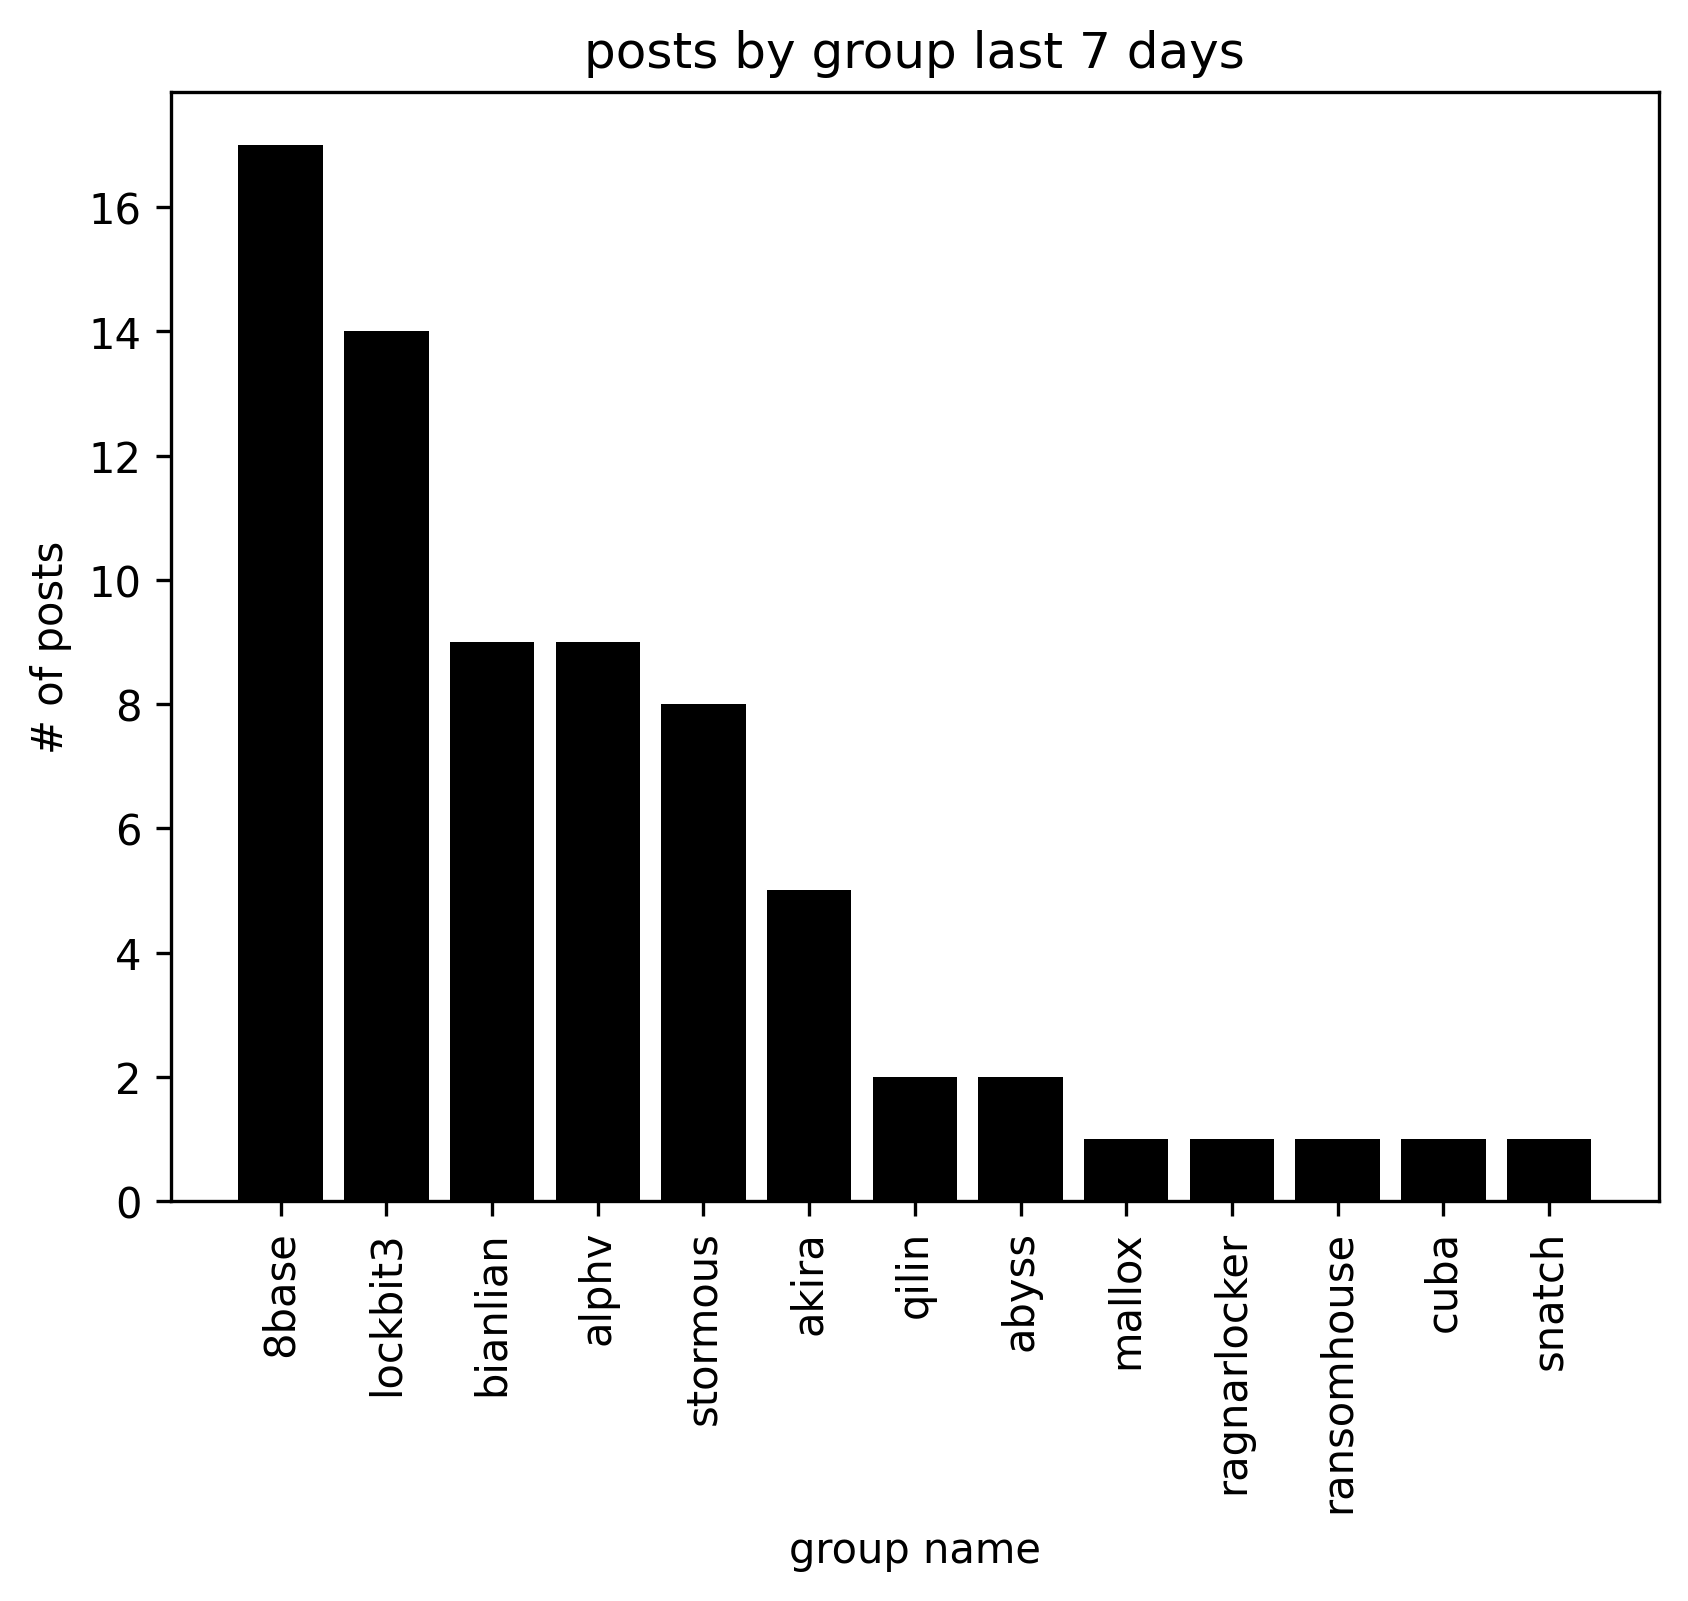 posts by group last 7 days
# of posts
16
14
12
10
8
6
4
2
0
8base
lockbit3
bianlian
alphv
stormous
akira
qilin
abyss
mallox
ragnarlocker
ransomhouse
cuba
snatch
group name